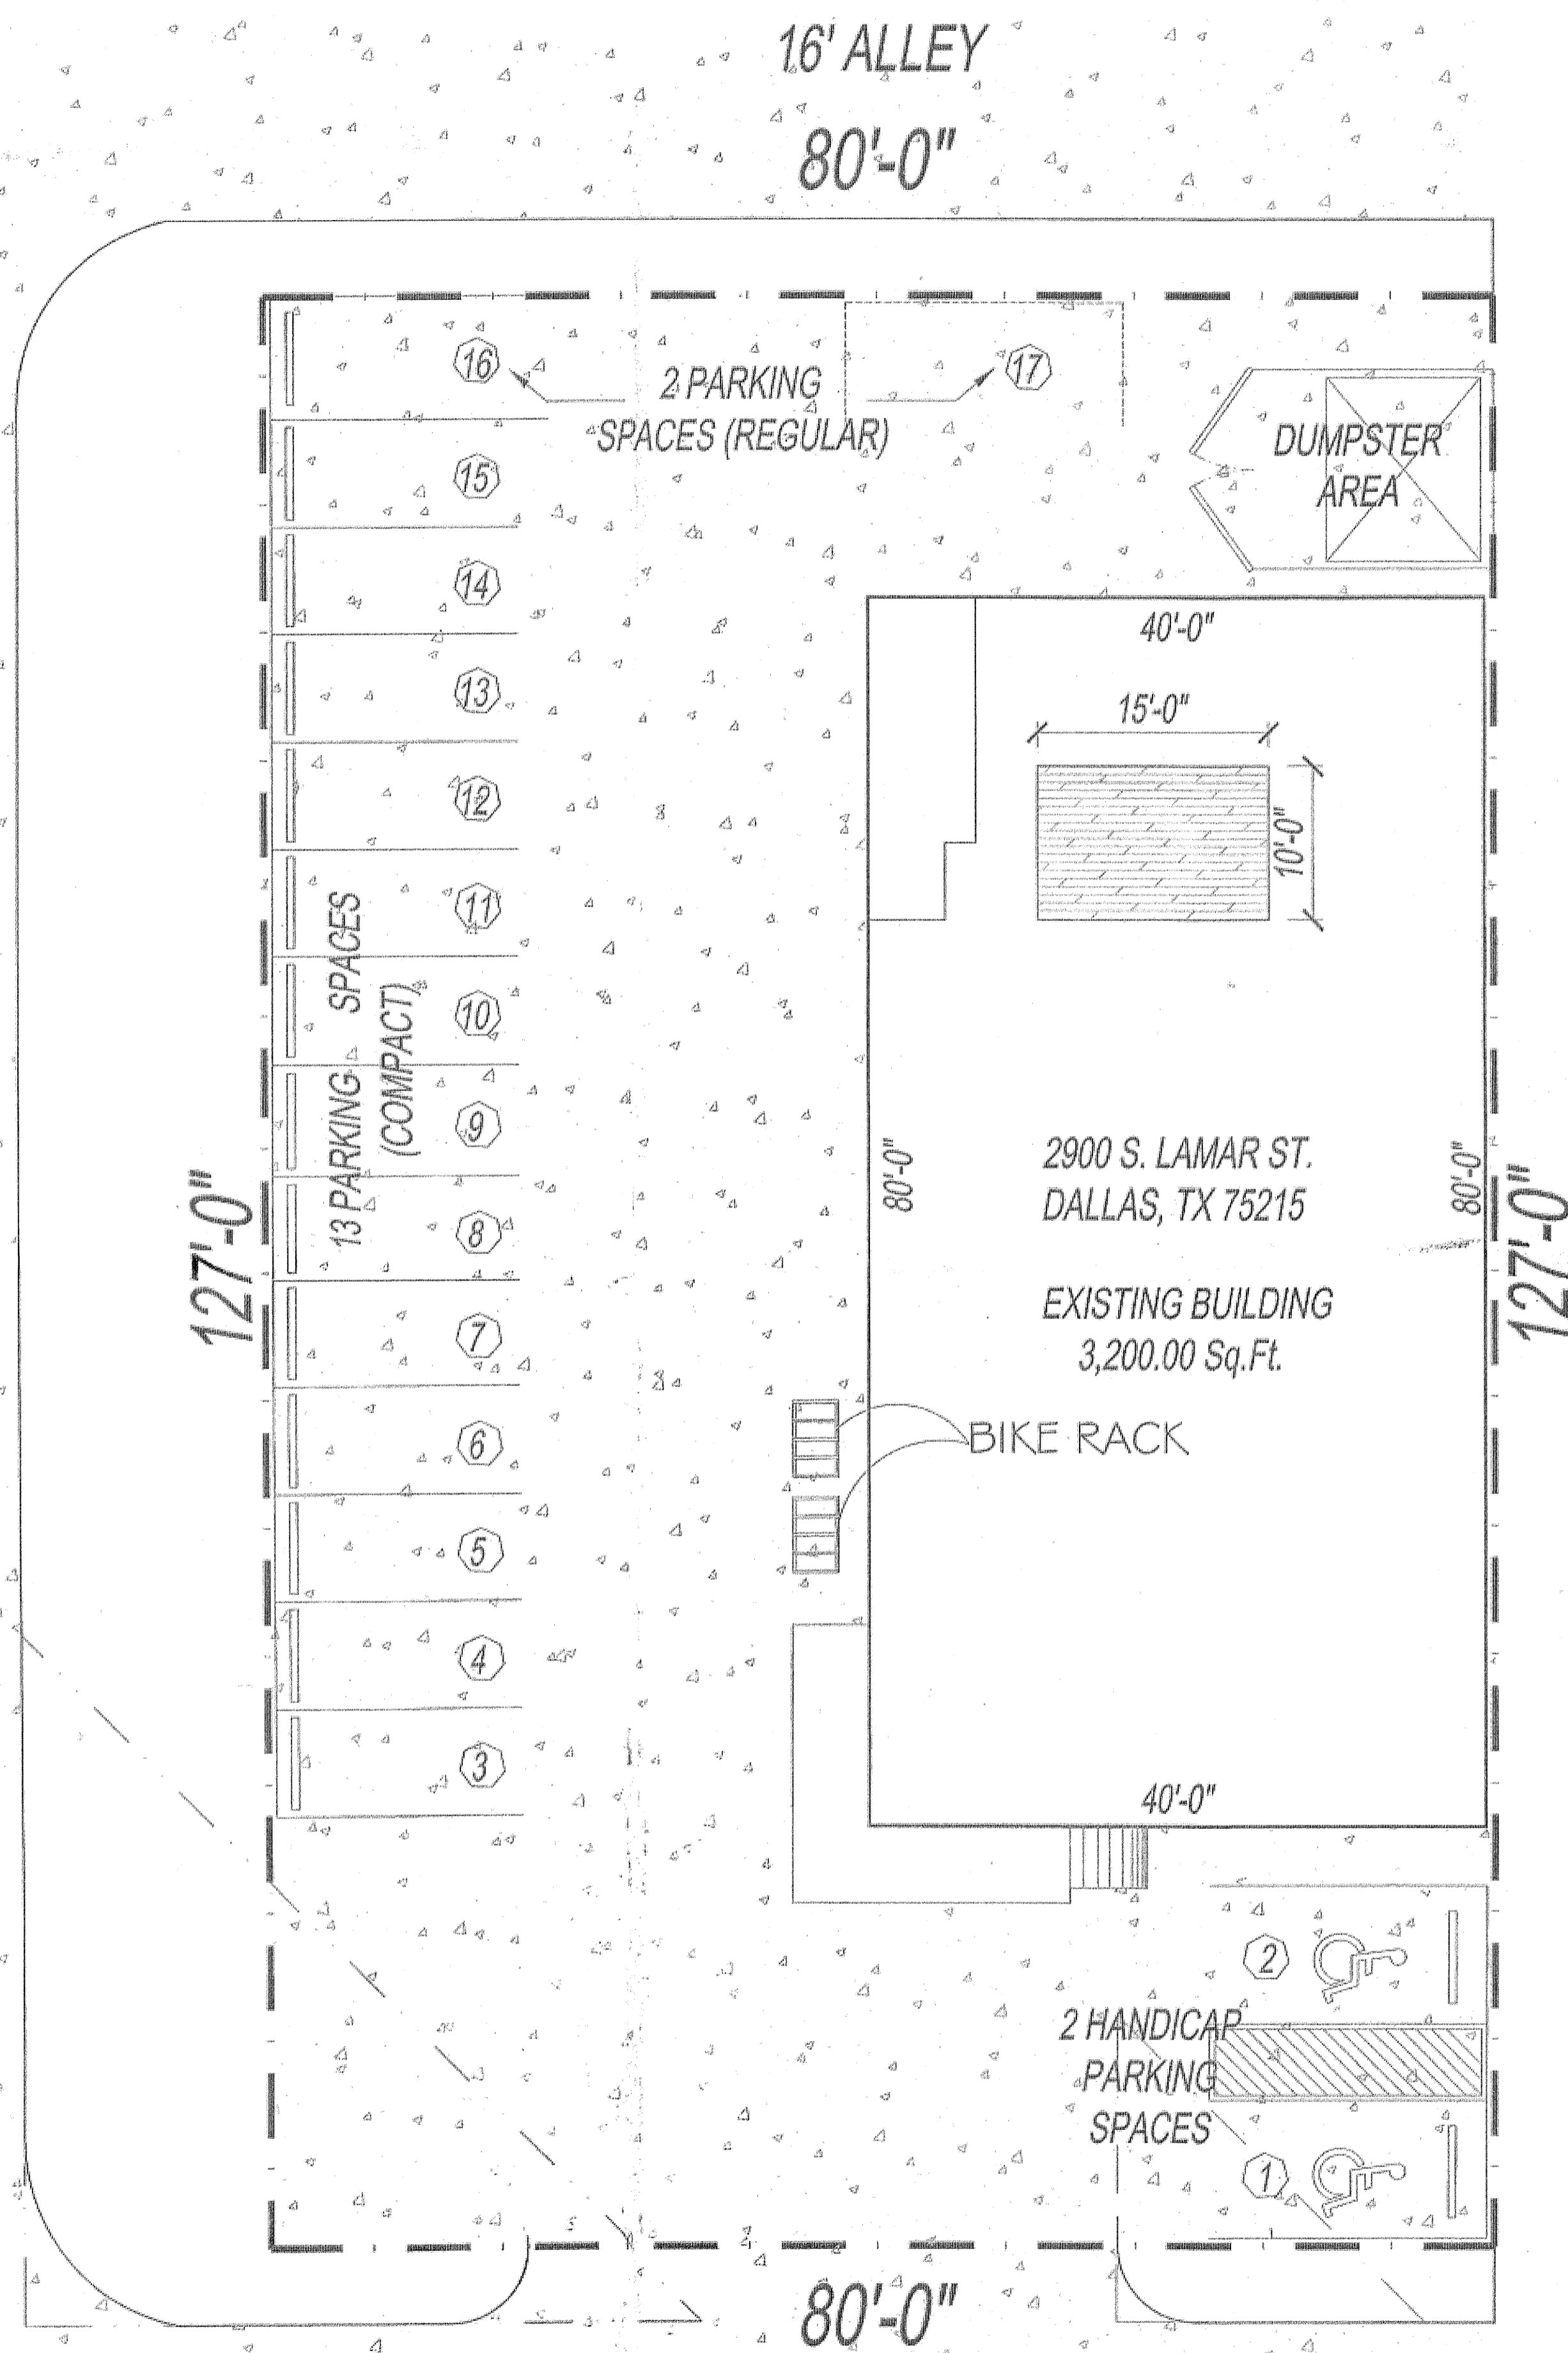 16' ALLEY
80'-0"
16
2 PARKING
SPACES (REGULAR)
17
15
DUMPSTER
AREA
14
40'-0"
13
15'-0"
12
10'-0"
11
10
9
8
7
6
5
4
3
13 PARKING SPACES
(COMPACT)
127'-0"
80'-0"
2900 S. LAMAR ST.
DALLAS, TX 75215
EXISTING BUILDING
3,200.00 Sq.Ft.
80'-0"
127'-0"
BIKE RACK
40'-0"
2
2 HANDICAP
PARKING
SPACES
1
80'-0"